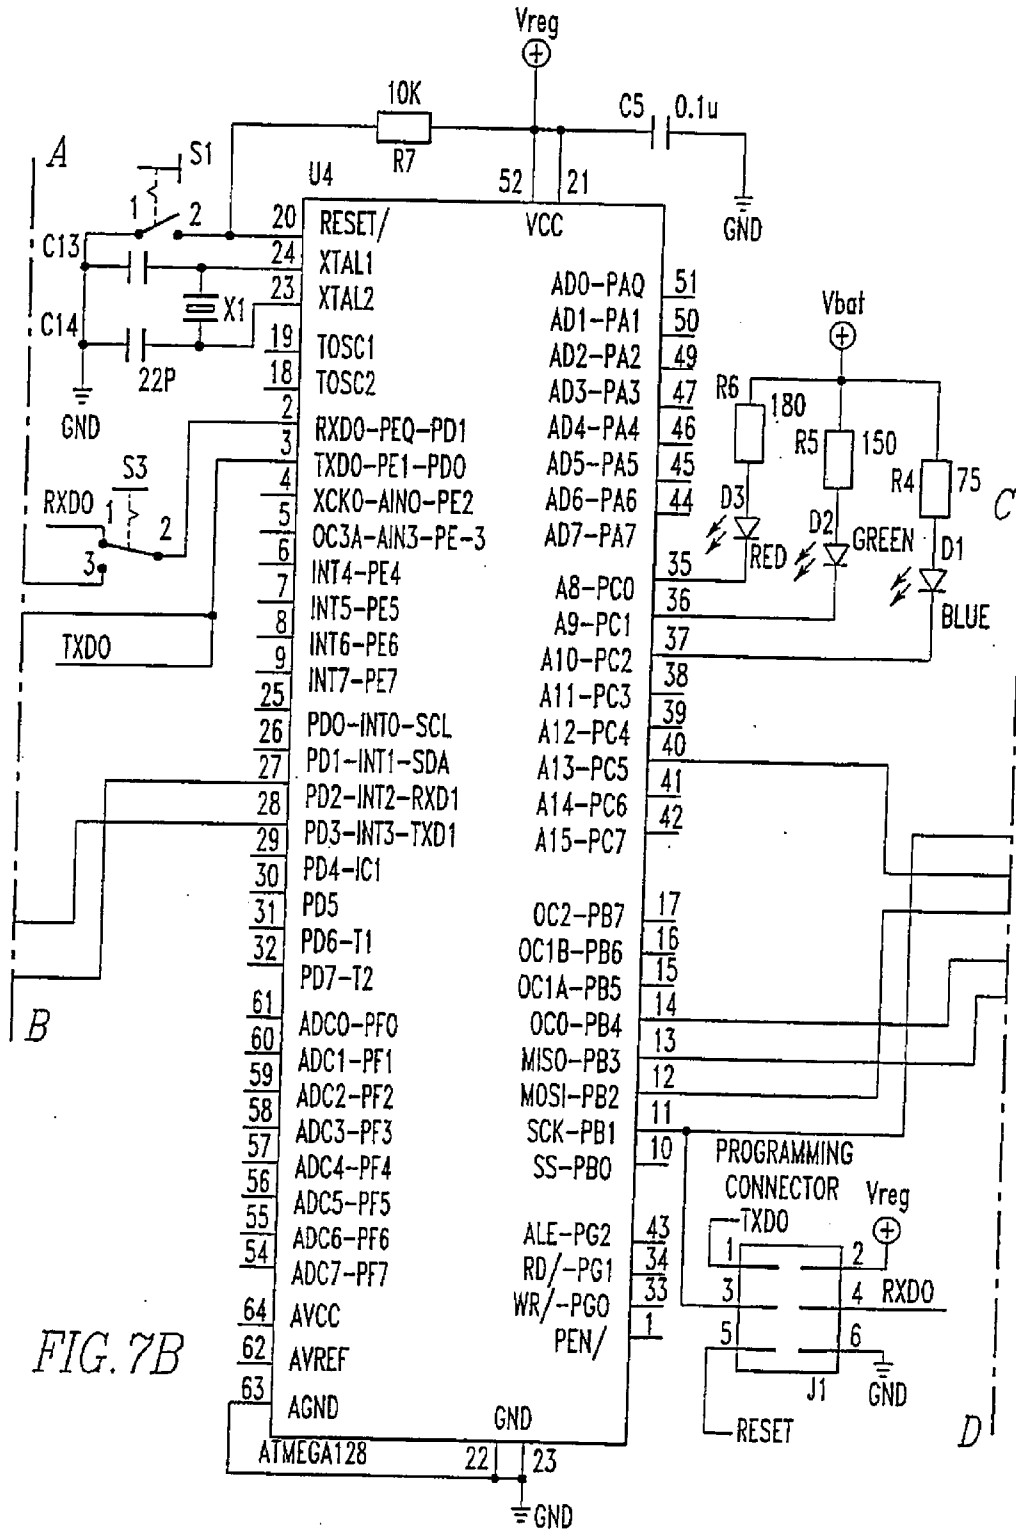 Vreg
10K
R7
C5 0.1u
GND
A
S1
1 2
C13
C14
X1
22P
GND
U4
52 21
VCC
20 RESET/
24 XTAL1
23 XTAL2
19 TOSC1
18 TOSC2
2 RXD0-PEQ-PD1
3 TXD0-PE1-PD0
4 XCK0-AIN0-PE2
5 OC3A-AIN3-PE-3
6 INT4-PE4
7 INT5-PE5
8 INT6-PE6
9 INT7-PE7
25 PD0-INT0-SCL
26 PD1-INT1-SDA
27 PD2-INT2-RXD1
28 PD3-INT3-TXD1
29 PD4-IC1
30 PD5
31 PD6-T1
32 PD7-T2
61 ADC0-PF0
60 ADC1-PF1
59 ADC2-PF2
58 ADC3-PF3
57 ADC4-PF4
56 ADC5-PF5
55 ADC6-PF6
54 ADC7-PF7
64 AVCC
62 AVREF
63 AGND
ATMEGA128
GND
22 23
GND
S3
RXD0
1 2
3
TXD0
B
AD0-PAQ 51
AD1-PA1 50
AD2-PA2 49
AD3-PA3 47
AD4-PA4 46
AD5-PA5 45
AD6-PA6 44
AD7-PA7
A8-PC0 35
A9-PC1 36
A10-PC2 37
A11-PC3 38
A12-PC4 39
A13-PC5 40
A14-PC6 41
A15-PC7 42
OC2-PB7 17
OC1B-PB6 16
OC1A-PB5 15
OC0-PB4 14
MISO-PB3 13
MOSI-PB2 12
SCK-PB1 11
SS-PB0 10
ALE-PG2 43
RD/-PG1 34
WR/-PG0 33
PEN/ 1
Vbat
R6 180
R5 150
R4 75
D3 RED
D2 GREEN
D1 BLUE
C
PROGRAMMING
CONNECTOR
TXD0
Vreg
1 2
3 4 RXD0
5 6
J1
GND
RESET
D
FIG. 7B